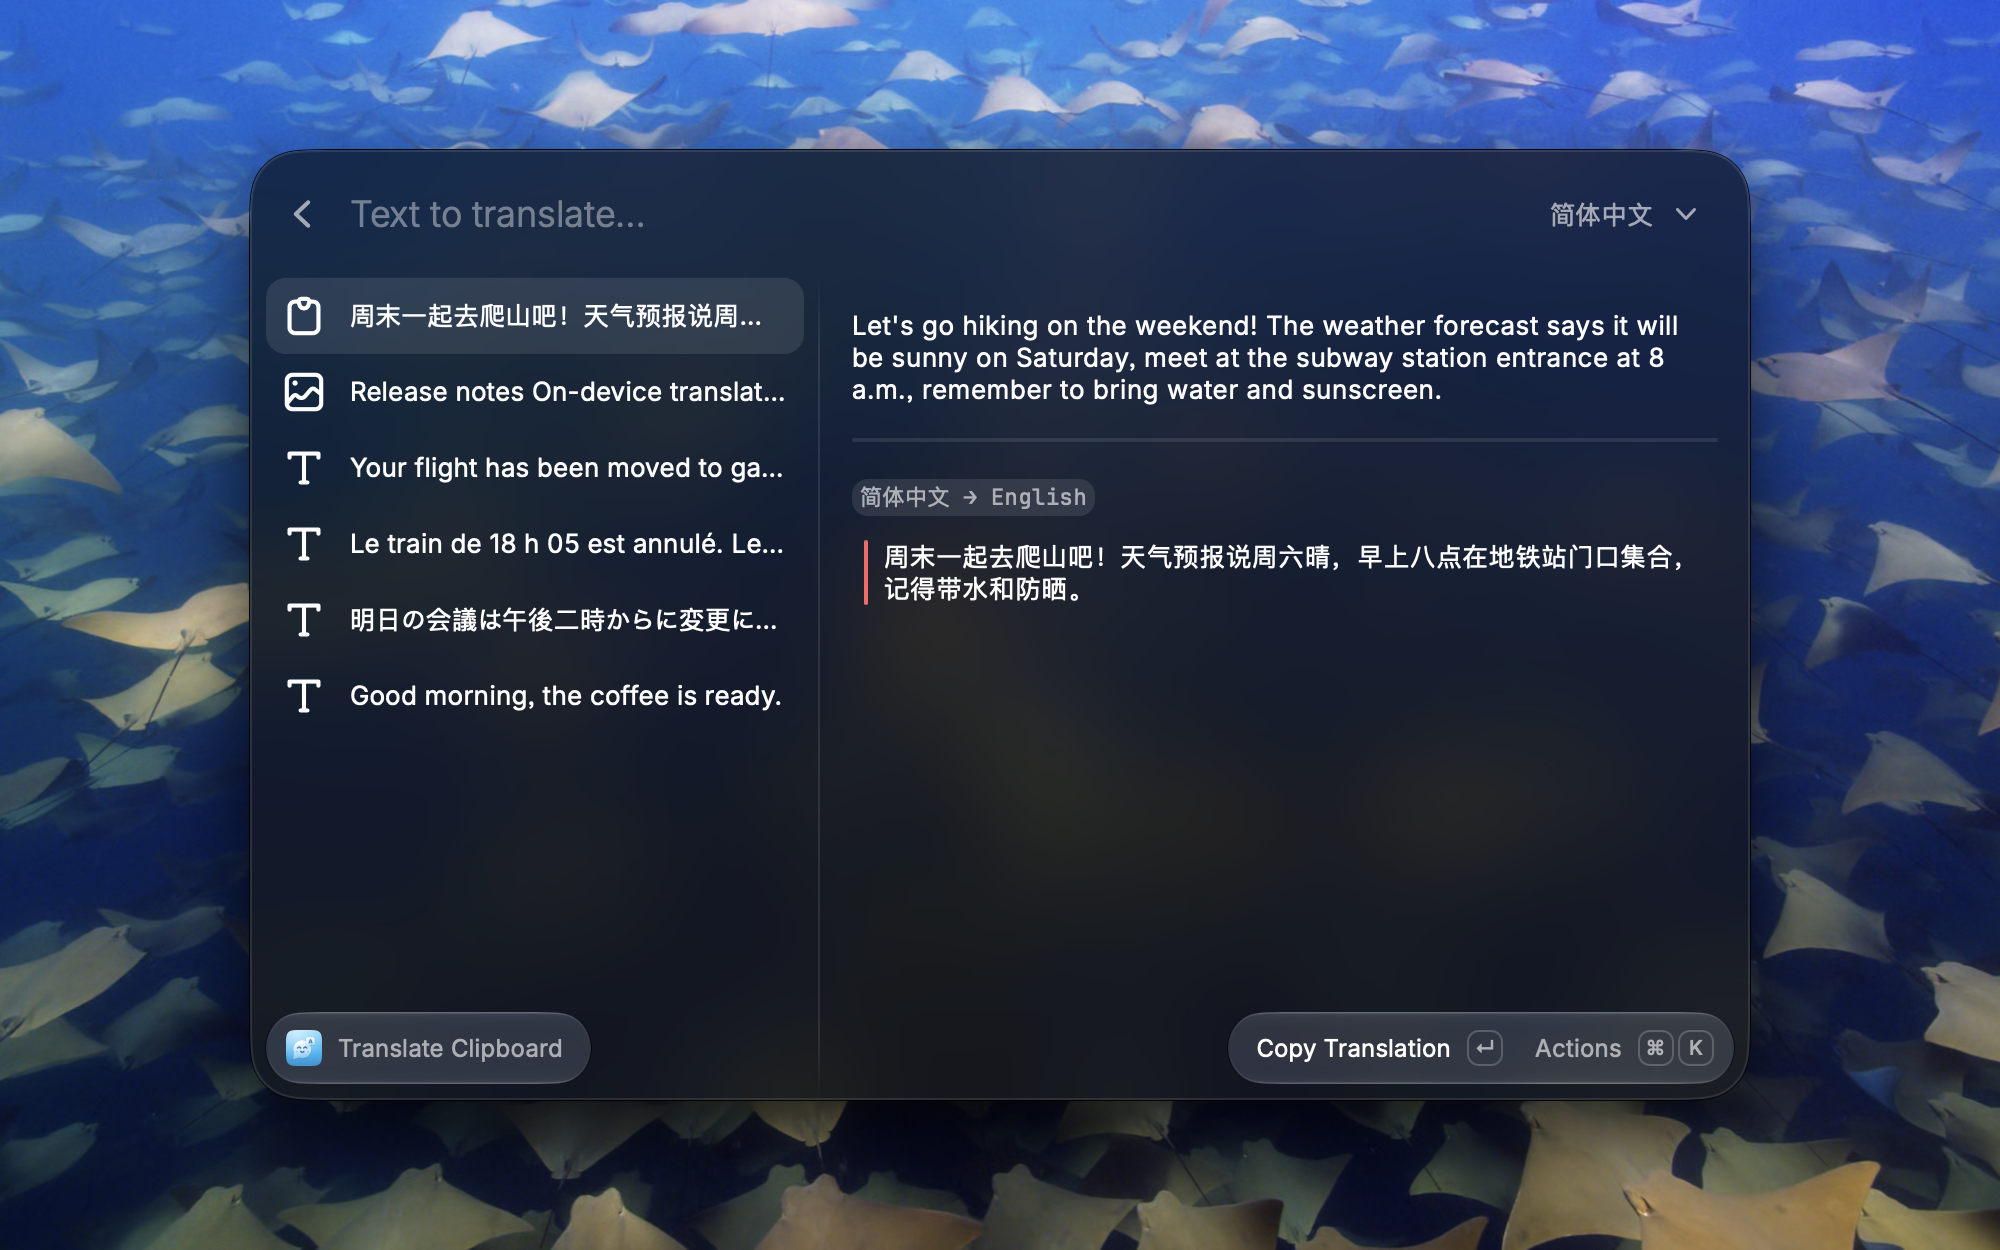 Text to translate...
简体中文
周末一起去爬山吧！天气预报说周...
Release notes On-device translat...
Your flight has been moved to ga...
Le train de 18 h 05 est annulé. Le...
明日の会議は午後二時からに変更に...
Good morning, the coffee is ready.
Let's go hiking on the weekend! The weather forecast says it will
be sunny on Saturday, meet at the subway station entrance at 8
a.m., remember to bring water and sunscreen.
简体中文 → English
周末一起去爬山吧！天气预报说周六晴，早上八点在地铁站门口集合，
记得带水和防晒。
Translate Clipboard
Copy Translation ↵ Actions ⌘ K